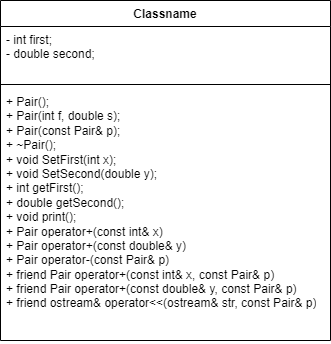 Classname
- int first;
- double second;
+ Pair();
+ Pair(int f, double s);
+ Pair(const Pair& p);
+ ~Pair();
+ void SetFirst(int x);
+ void SetSecond(double y);
+ int getFirst();
+ double getSecond();
+ void print();
+ Pair operator+(const int& x)
+ Pair operator+(const double& y)
+ Pair operator-(const Pair& p)
+ friend Pair operator+(const int& x, const Pair& p)
+ friend Pair operator+(const double& y, const Pair& p)
+ friend ostream& operator<<(ostream& str, const Pair& p)